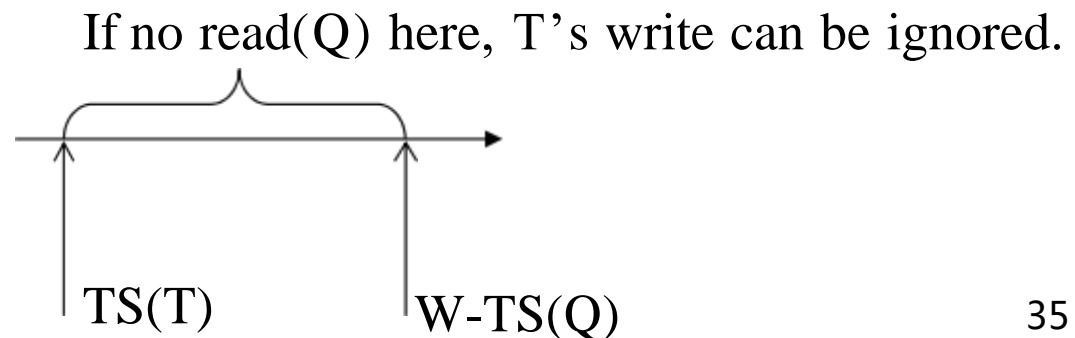 If no read(Q) here, T’s write can be ignored.
TS(T)
W-TS(Q)
35